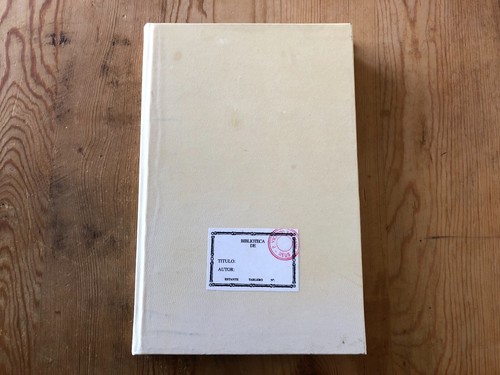 BIBLIOTECA
DE
TITULO:
AUTOR:
ESTANTE TABLERO Nº: